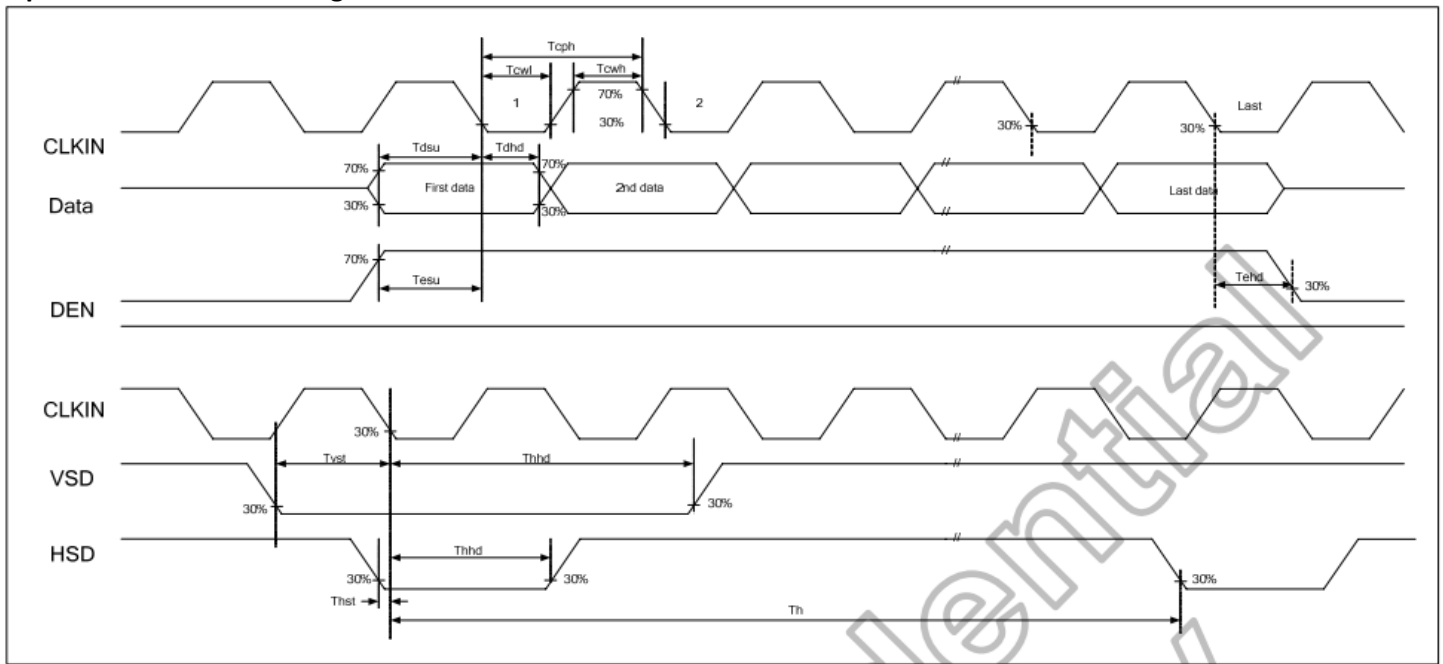 Tcph
Tcwl Tcwh
1 70% 2 // Last
30% 30% 30%
CLKIN
Tdsu Tdhd
70% 70% //
First data 2nd data Last data
Data
30% 30% //
70% //
Tesu Tehd
30%
DEN
CLKIN
30% //
Tvst Thhd //
VSD
30% 30%
HSD //
Thhd
30% 30% 30%
Thst
Th